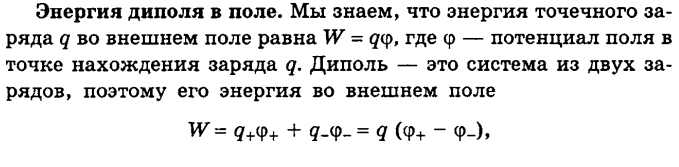 Энергия диполя в поле. Мы знаем, что энергия точечного за-
ряда q во внешнем поле равна W = qφ, где φ — потенциал поля в
точке нахождения заряда q. Диполь — это система из двух за-
рядов, поэтому его энергия во внешнем поле
W = q₊φ₊ + q₋φ₋ = q (φ₊ − φ₋),